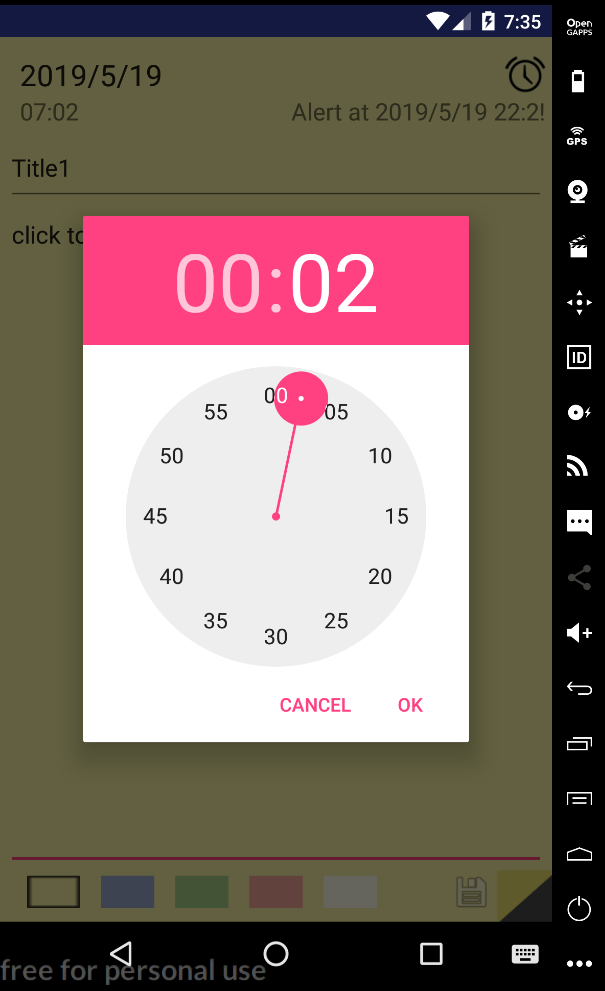 7:35
Open
GAPPS
2019/5/19
07:02
Alert at 2019/5/19 22:2!
GPS
Title1
click to
00:02
00
05
10
15
20
25
30
35
40
45
50
55
ID
CANCEL
OK
free for personal use